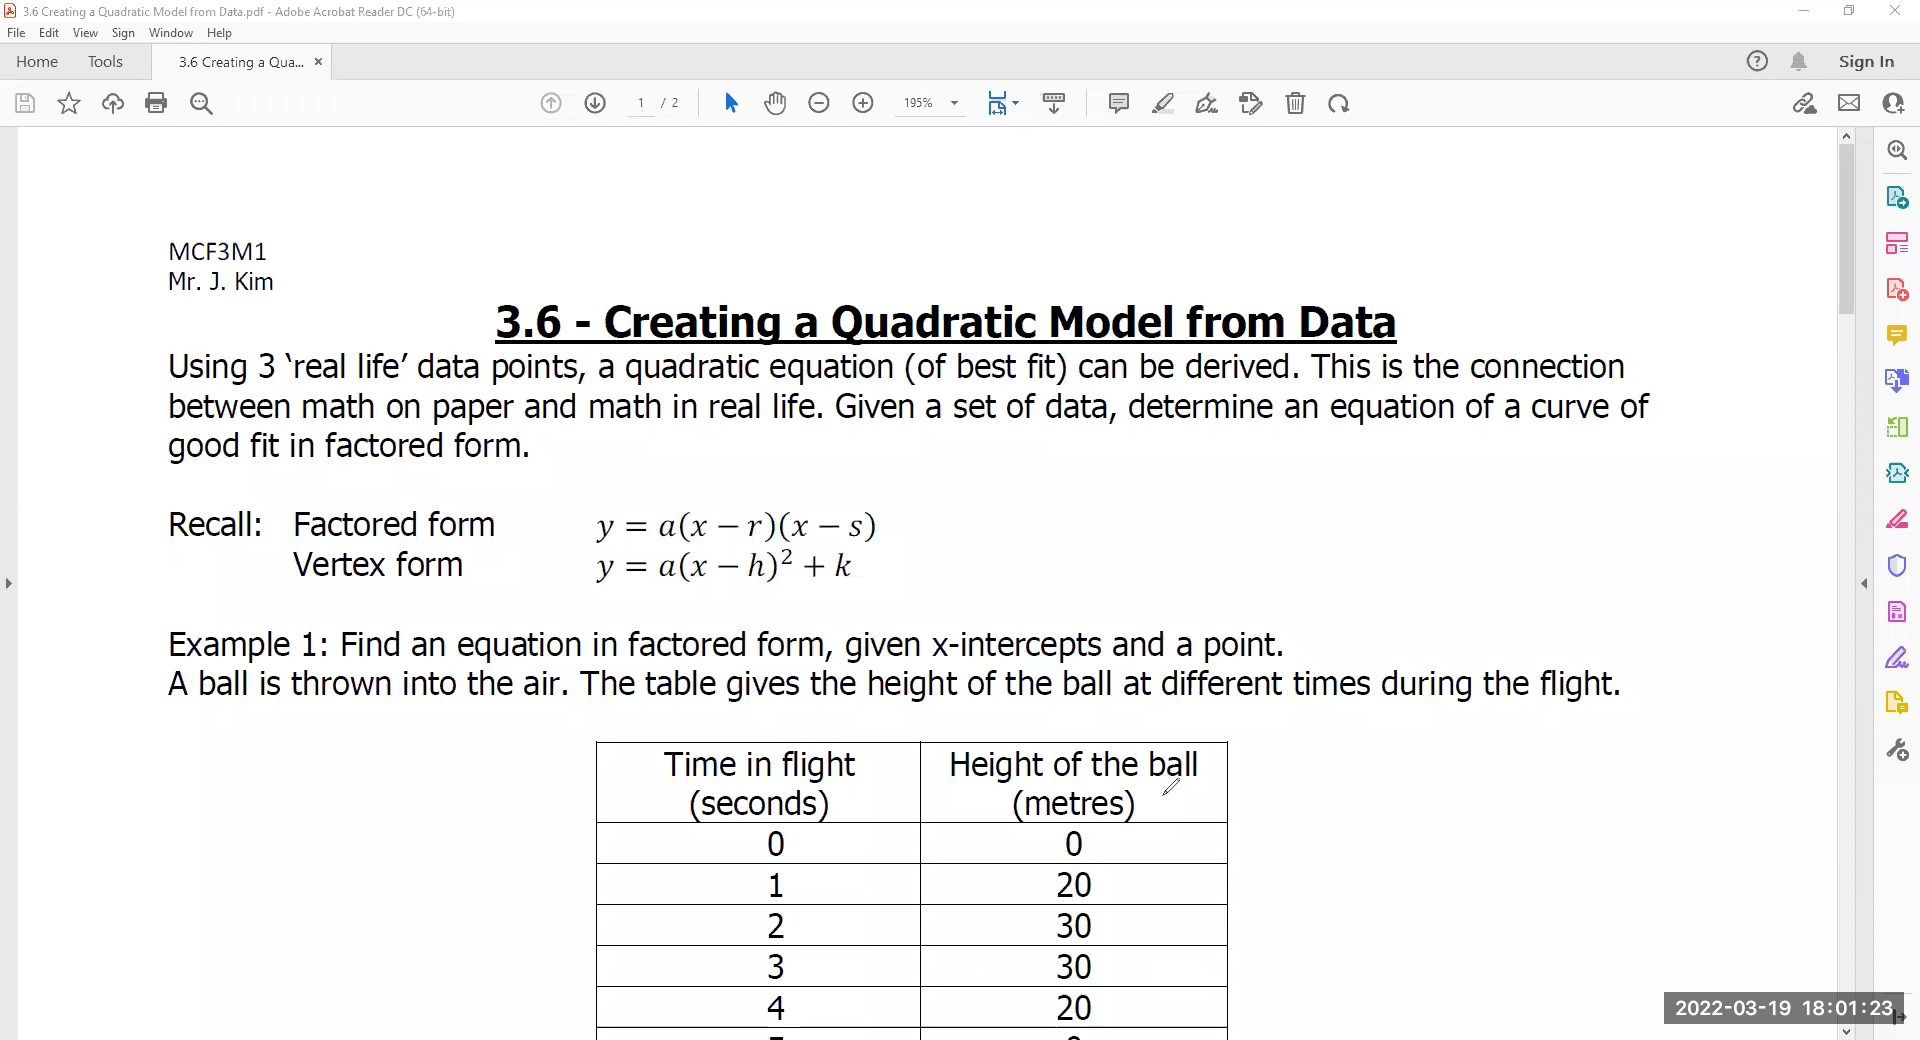 3.6 Creating a Quadratic Model from Data.pdf - Adobe Acrobat Reader DC (64-bit)
File Edit View Sign Window Help
Home Tools 3.6 Creating a Qua... × Sign In
1 / 2 195%
MCF3M1
Mr. J. Kim
3.6 - Creating a Quadratic Model from Data
Using 3 ‘real life’ data points, a quadratic equation (of best fit) can be derived. This is the connection
between math on paper and math in real life. Given a set of data, determine an equation of a curve of
good fit in factored form.
Recall: Factored form y = a(x − r)(x − s)
Vertex form y = a(x − h)² + k
Example 1: Find an equation in factored form, given x-intercepts and a point.
A ball is thrown into the air. The table gives the height of the ball at different times during the flight.
Time in flight Height of the ball
(seconds) (metres)
0 0
1 20
2 30
3 30
4 20
2022-03-19 18:01:23